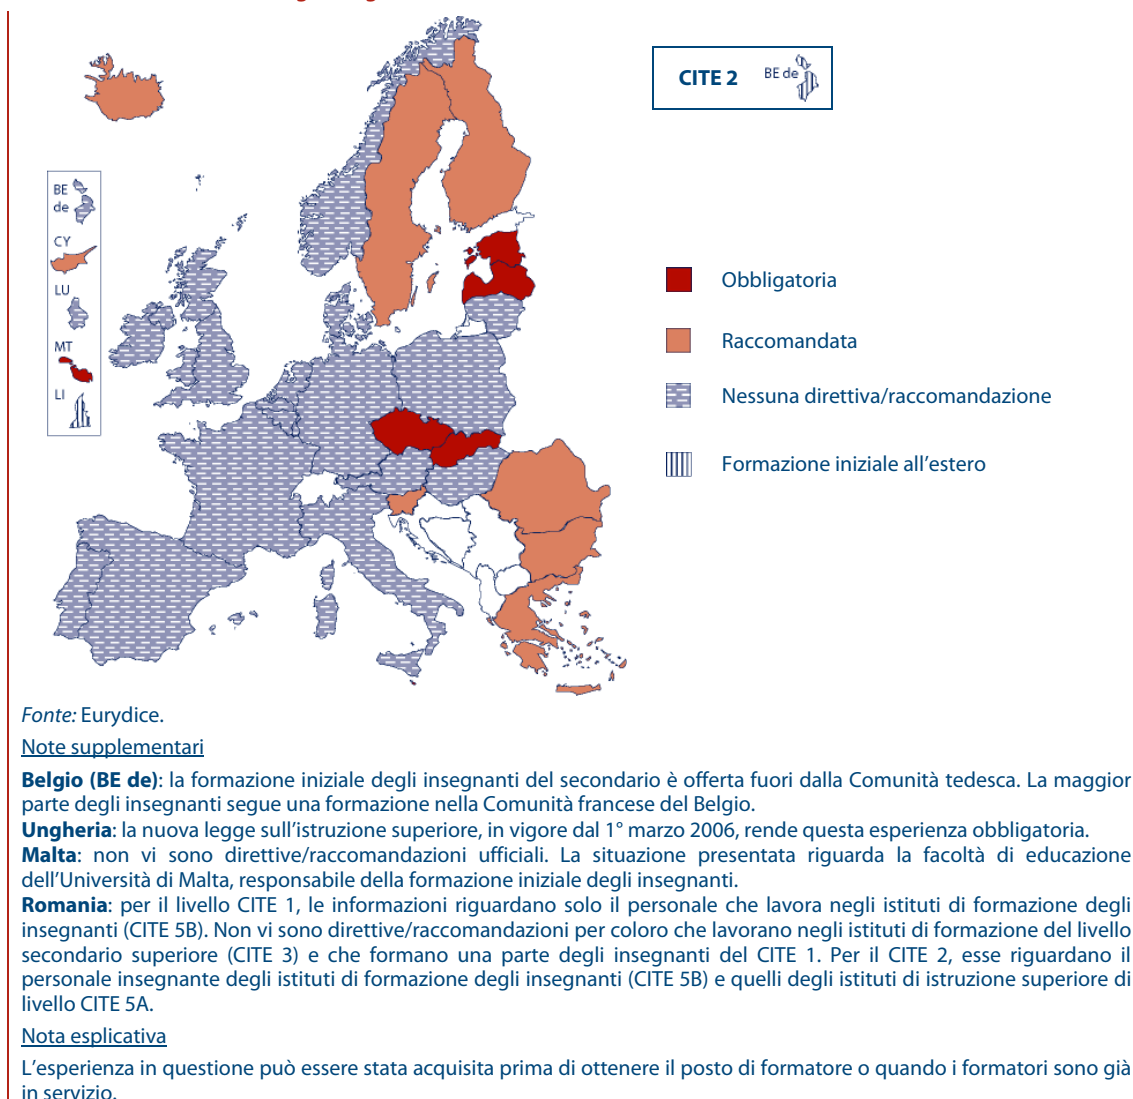 CITE 2
BE de
BE
de
CY
LU
MT
LI
Obbligatoria
Raccomandata
Nessuna direttiva/raccomandazione
Formazione iniziale all’estero
Fonte: Eurydice.
Note supplementari
Belgio (BE de): la formazione iniziale degli insegnanti del secondario è offerta fuori dalla Comunità tedesca. La maggior
parte degli insegnanti segue una formazione nella Comunità francese del Belgio.
Ungheria: la nuova legge sull’istruzione superiore, in vigore dal 1° marzo 2006, rende questa esperienza obbligatoria.
Malta: non vi sono direttive/raccomandazioni ufficiali. La situazione presentata riguarda la facoltà di educazione
dell’Università di Malta, responsabile della formazione iniziale degli insegnanti.
Romania: per il livello CITE 1, le informazioni riguardano solo il personale che lavora negli istituti di formazione degli
insegnanti (CITE 5B). Non vi sono direttive/raccomandazioni per coloro che lavorano negli istituti di formazione del livello
secondario superiore (CITE 3) e che formano una parte degli insegnanti del CITE 1. Per il CITE 2, esse riguardano il
personale insegnante degli istituti di formazione degli insegnanti (CITE 5B) e quelli degli istituti di istruzione superiore di
livello CITE 5A.
Nota esplicativa
L’esperienza in questione può essere stata acquisita prima di ottenere il posto di formatore o quando i formatori sono già
in servizio.